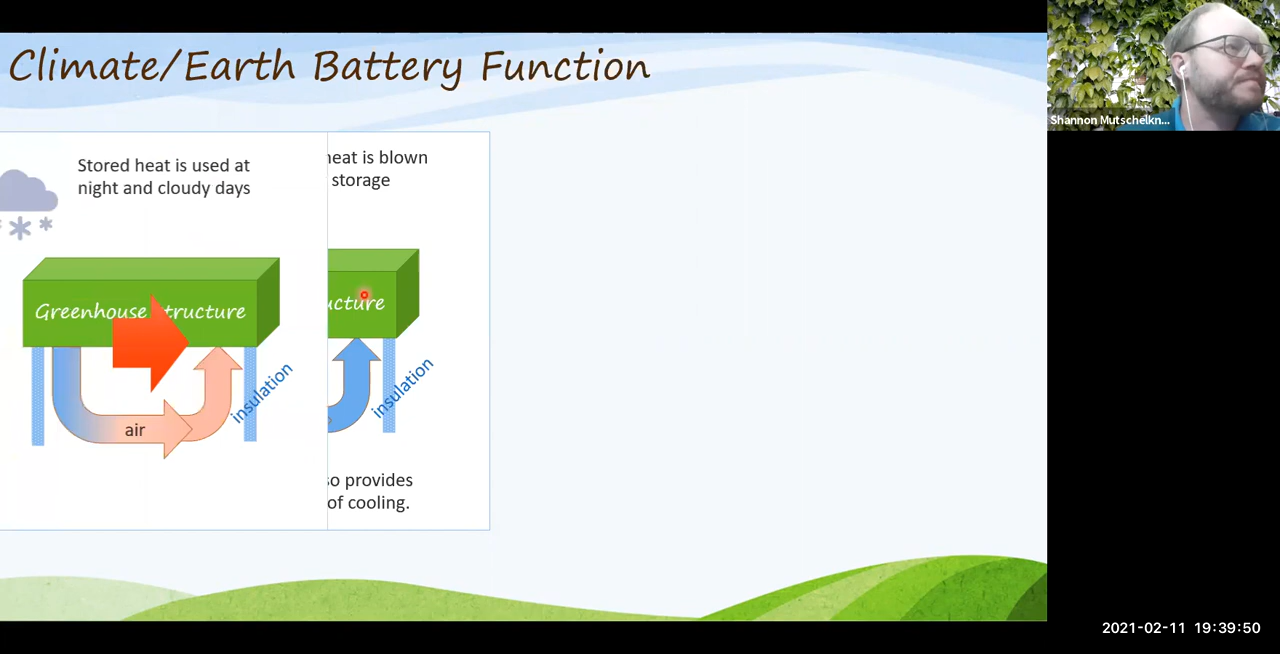 Climate/Earth Battery Function
Stored heat is used at
night and cloudy days
heat is blown
storage
Greenhouse structure
ucture
insulation
insulation
air
so provides
of cooling.
Shannon Mutschelkn...
2021-02-11 19:39:50